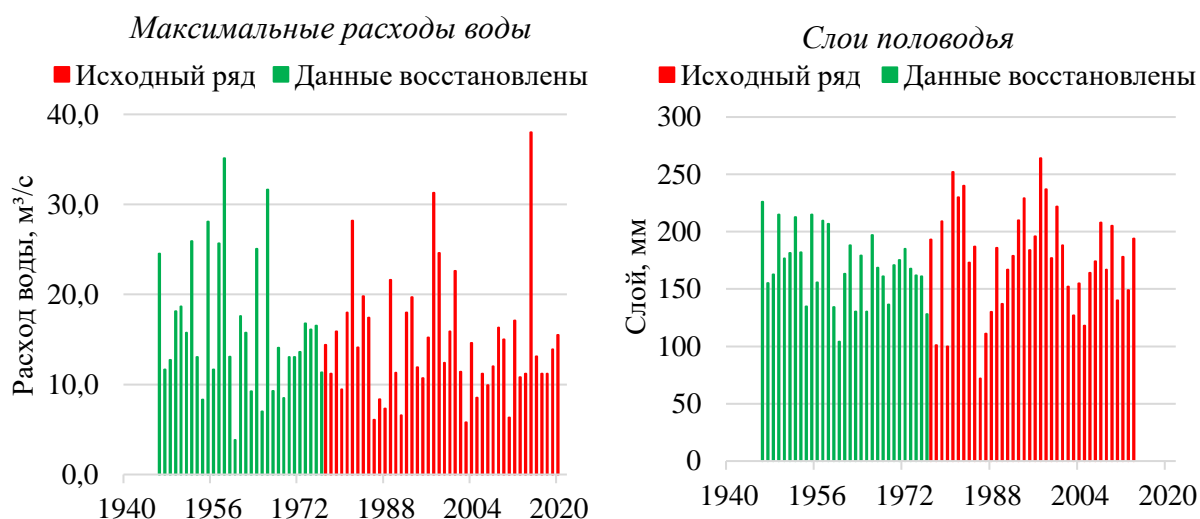 Максимальные расходы воды
Исходный ряд Данные восстановлены
Расход воды, м³/с
40,0
30,0
20,0
10,0
0,0
1940 1956 1972 1988 2004 2020
Слои половодья
Исходный ряд Данные восстановлены
Слой, мм
300
250
200
150
100
50
0
1940 1956 1972 1988 2004 2020